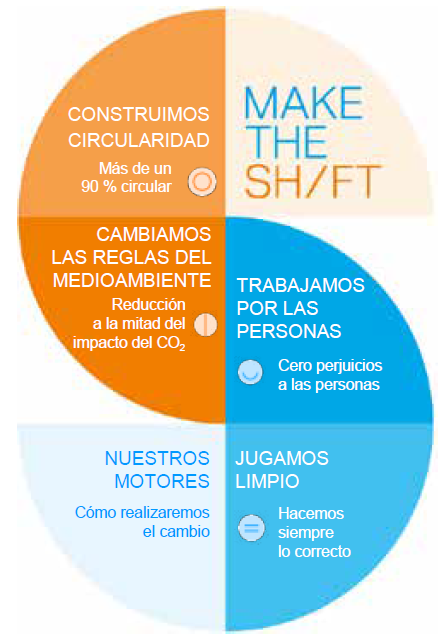 CONSTRUIMOS
CIRCULARIDAD
Más de un
90 % circular
MAKE
THE
SH/FT
CAMBIAMOS
LAS REGLAS DEL
MEDIOAMBIENTE
Reducción
a la mitad del
impacto del CO₂
TRABAJAMOS
POR LAS
PERSONAS
Cero perjuicios
a las personas
NUESTROS
MOTORES
Cómo realizaremos
el cambio
JUGAMOS
LIMPIO
Hacemos
siempre
lo correcto